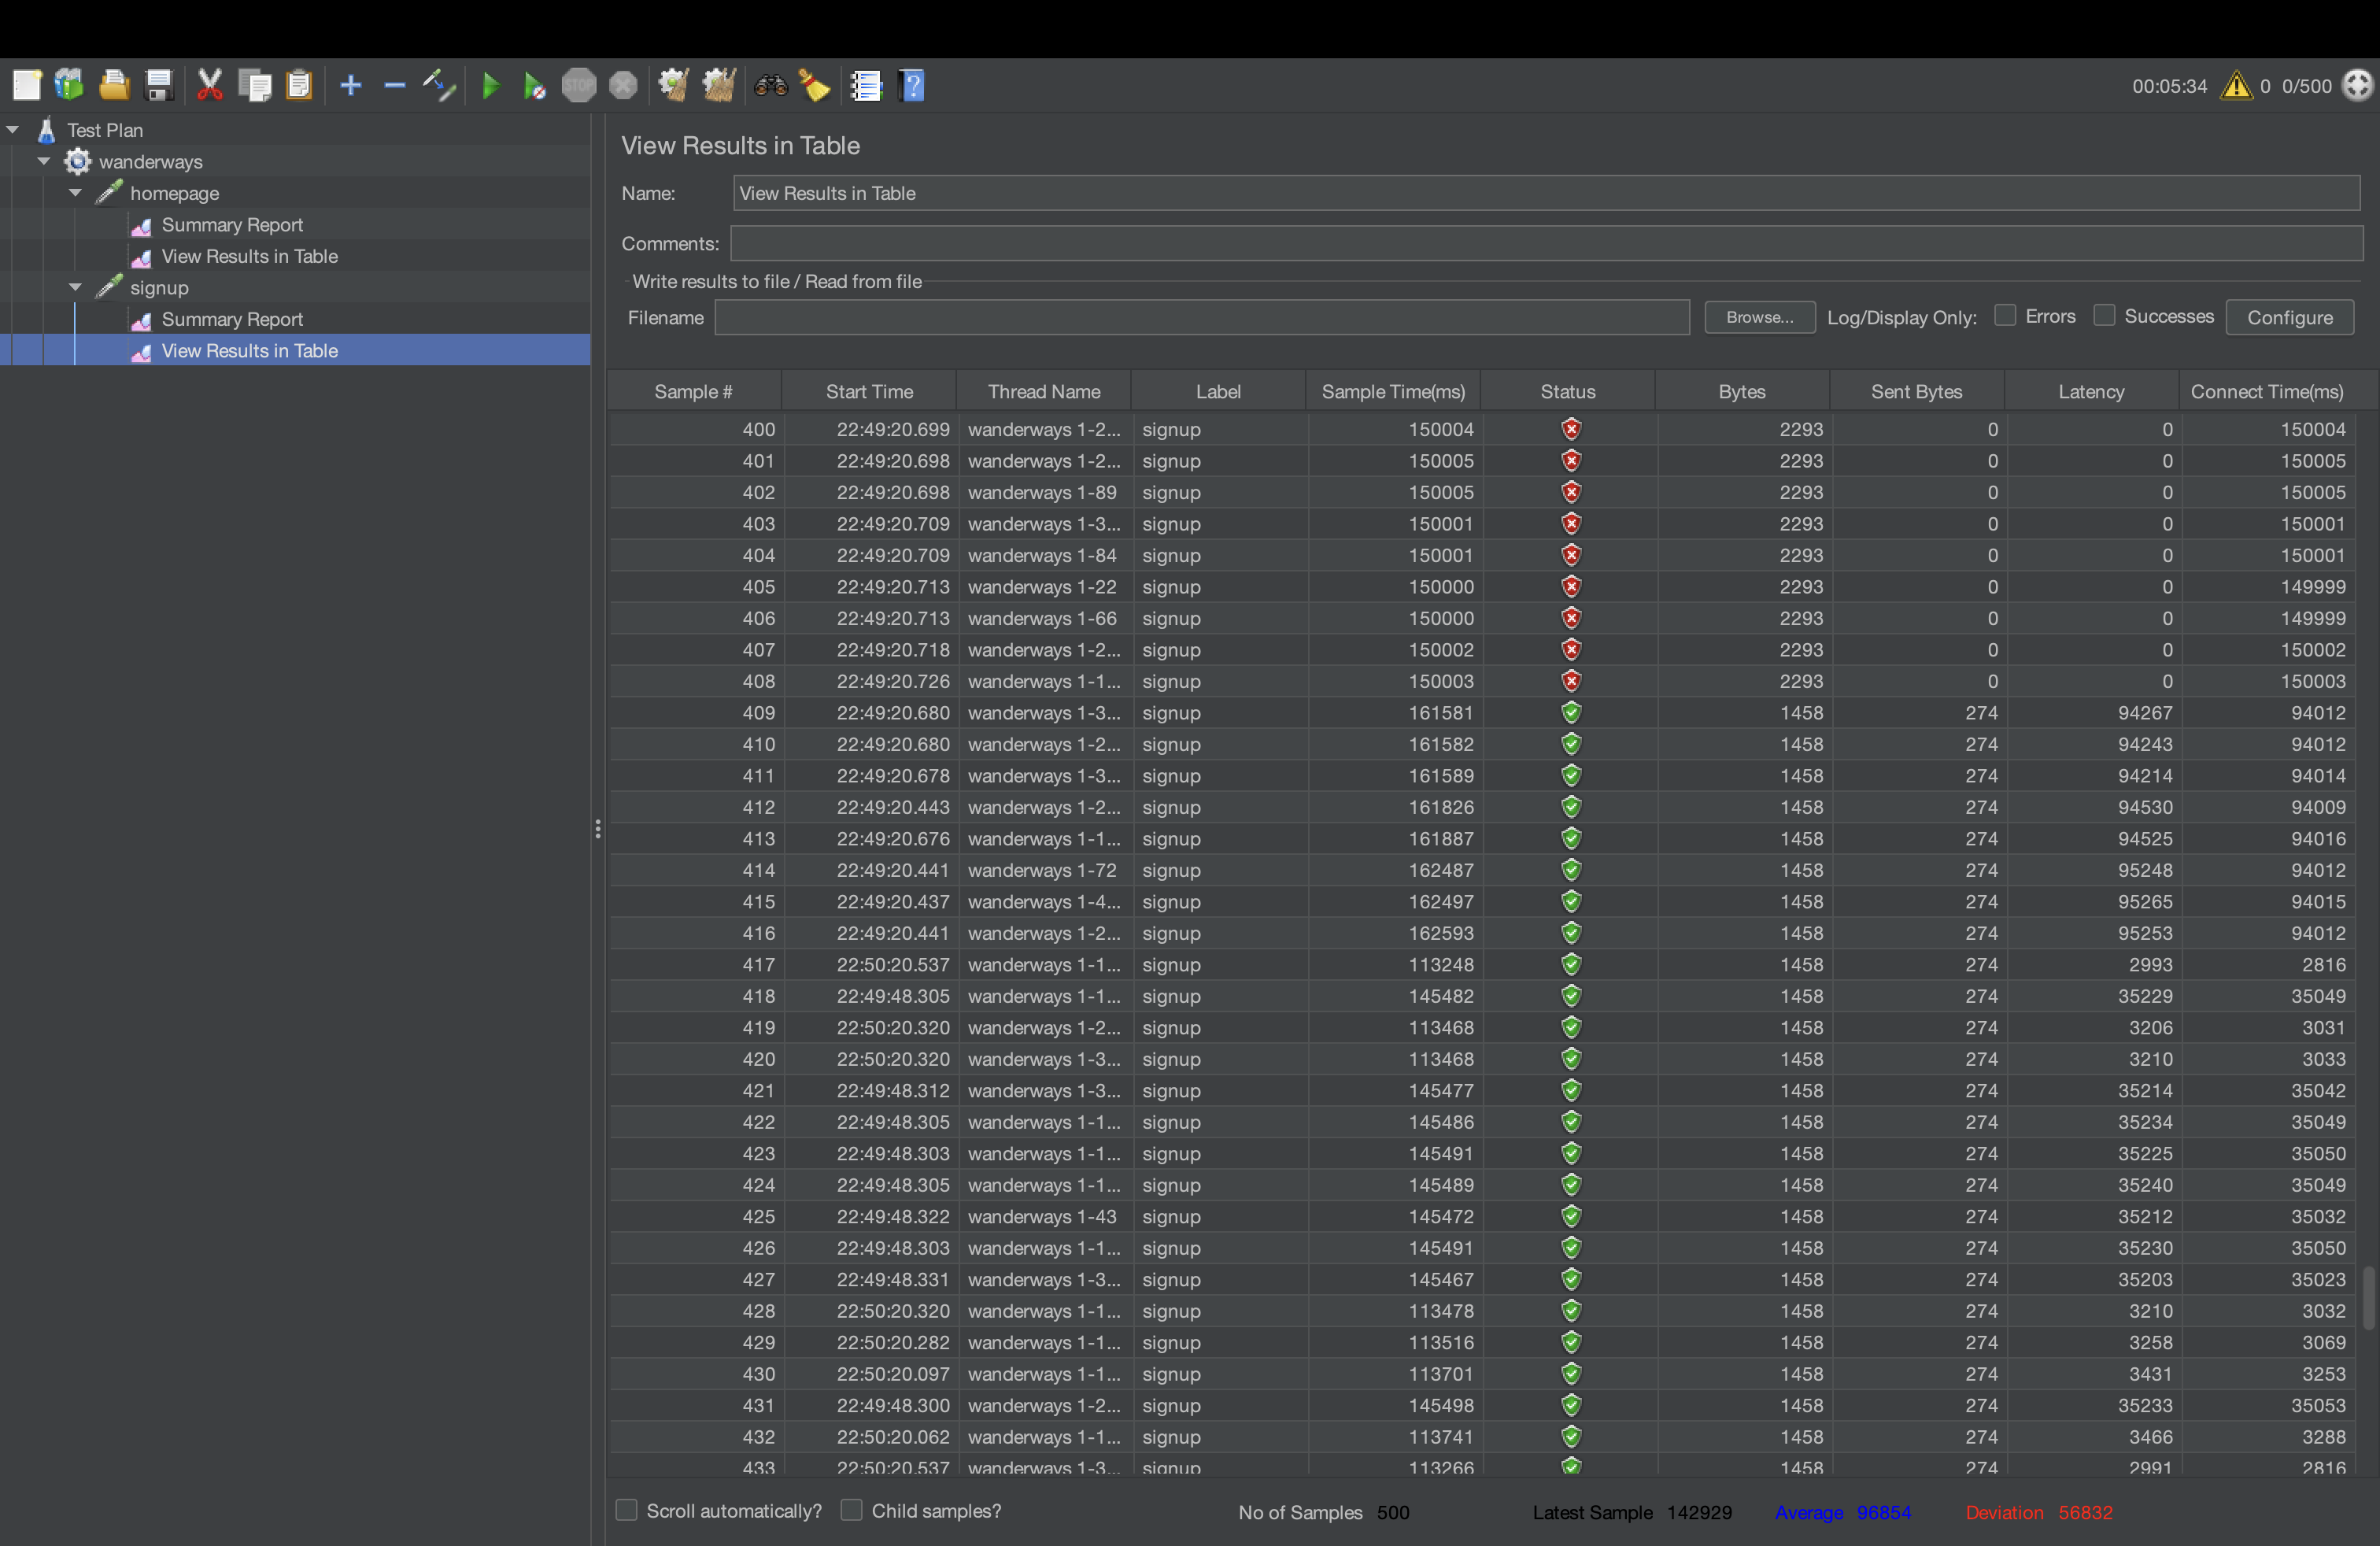 00:05:34 0 0/500
Test Plan
wanderways
homepage
Summary Report
View Results in Table
signup
Summary Report
View Results in Table
View Results in Table
Name: View Results in Table
Comments:
Write results to file / Read from file
Filename Browse... Log/Display Only: Errors Successes Configure
Sample # Start Time Thread Name Label Sample Time(ms) Status Bytes Sent Bytes Latency Connect Time(ms)
400 22:49:20.699 wanderways 1-2... signup 150004 2293 0 0 150004
401 22:49:20.698 wanderways 1-2... signup 150005 2293 0 0 150005
402 22:49:20.698 wanderways 1-89 signup 150005 2293 0 0 150005
403 22:49:20.709 wanderways 1-3... signup 150001 2293 0 0 150001
404 22:49:20.709 wanderways 1-84 signup 150001 2293 0 0 150001
405 22:49:20.713 wanderways 1-22 signup 150000 2293 0 0 149999
406 22:49:20.713 wanderways 1-66 signup 150000 2293 0 0 149999
407 22:49:20.718 wanderways 1-2... signup 150002 2293 0 0 150002
408 22:49:20.726 wanderways 1-1... signup 150003 2293 0 0 150003
409 22:49:20.680 wanderways 1-3... signup 161581 1458 274 94267 94012
410 22:49:20.680 wanderways 1-2... signup 161582 1458 274 94243 94012
411 22:49:20.678 wanderways 1-3... signup 161589 1458 274 94214 94014
412 22:49:20.443 wanderways 1-2... signup 161826 1458 274 94530 94009
413 22:49:20.676 wanderways 1-1... signup 161887 1458 274 94525 94016
414 22:49:20.441 wanderways 1-72 signup 162487 1458 274 95248 94012
415 22:49:20.437 wanderways 1-4... signup 162497 1458 274 95265 94015
416 22:49:20.441 wanderways 1-2... signup 162593 1458 274 95253 94012
417 22:50:20.537 wanderways 1-1... signup 113248 1458 274 2993 2816
418 22:49:48.305 wanderways 1-1... signup 145482 1458 274 35229 35049
419 22:50:20.320 wanderways 1-2... signup 113468 1458 274 3206 3031
420 22:50:20.320 wanderways 1-3... signup 113468 1458 274 3210 3033
421 22:49:48.312 wanderways 1-3... signup 145477 1458 274 35214 35042
422 22:49:48.305 wanderways 1-1... signup 145486 1458 274 35234 35049
423 22:49:48.303 wanderways 1-1... signup 145491 1458 274 35225 35050
424 22:49:48.305 wanderways 1-1... signup 145489 1458 274 35240 35049
425 22:49:48.322 wanderways 1-43 signup 145472 1458 274 35212 35032
426 22:49:48.303 wanderways 1-1... signup 145491 1458 274 35230 35050
427 22:49:48.331 wanderways 1-3... signup 145467 1458 274 35203 35023
428 22:50:20.320 wanderways 1-1... signup 113478 1458 274 3210 3032
429 22:50:20.282 wanderways 1-1... signup 113516 1458 274 3258 3069
430 22:50:20.097 wanderways 1-1... signup 113701 1458 274 3431 3253
431 22:49:48.300 wanderways 1-2... signup 145498 1458 274 35233 35053
432 22:50:20.062 wanderways 1-1... signup 113741 1458 274 3466 3288
433 22:50:20.537 wanderways 1-3... signup 113266 1458 274 2991 2816
Scroll automatically? Child samples? No of Samples 500 Latest Sample 142929 Average 96854 Deviation 56832